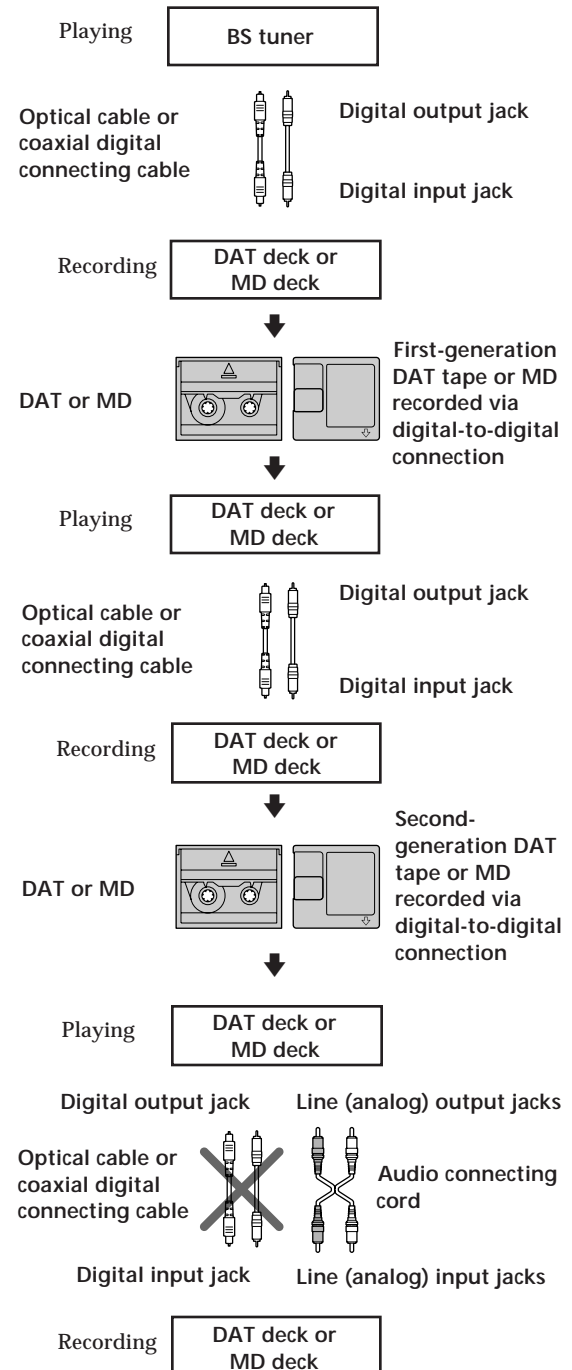 Playing
BS tuner
Optical cable or
coaxial digital
connecting cable
Digital output jack
Digital input jack
Recording
DAT deck or
MD deck
DAT or MD
First-generation
DAT tape or MD
recorded via
digital-to-digital
connection
Playing
DAT deck or
MD deck
Optical cable or
coaxial digital
connecting cable
Digital output jack
Digital input jack
Recording
DAT deck or
MD deck
DAT or MD
Second-
generation DAT
tape or MD
recorded via
digital-to-digital
connection
Playing
DAT deck or
MD deck
Digital output jack
Line (analog) output jacks
Optical cable or
coaxial digital
connecting cable
Audio connecting
cord
Digital input jack
Line (analog) input jacks
Recording
DAT deck or
MD deck